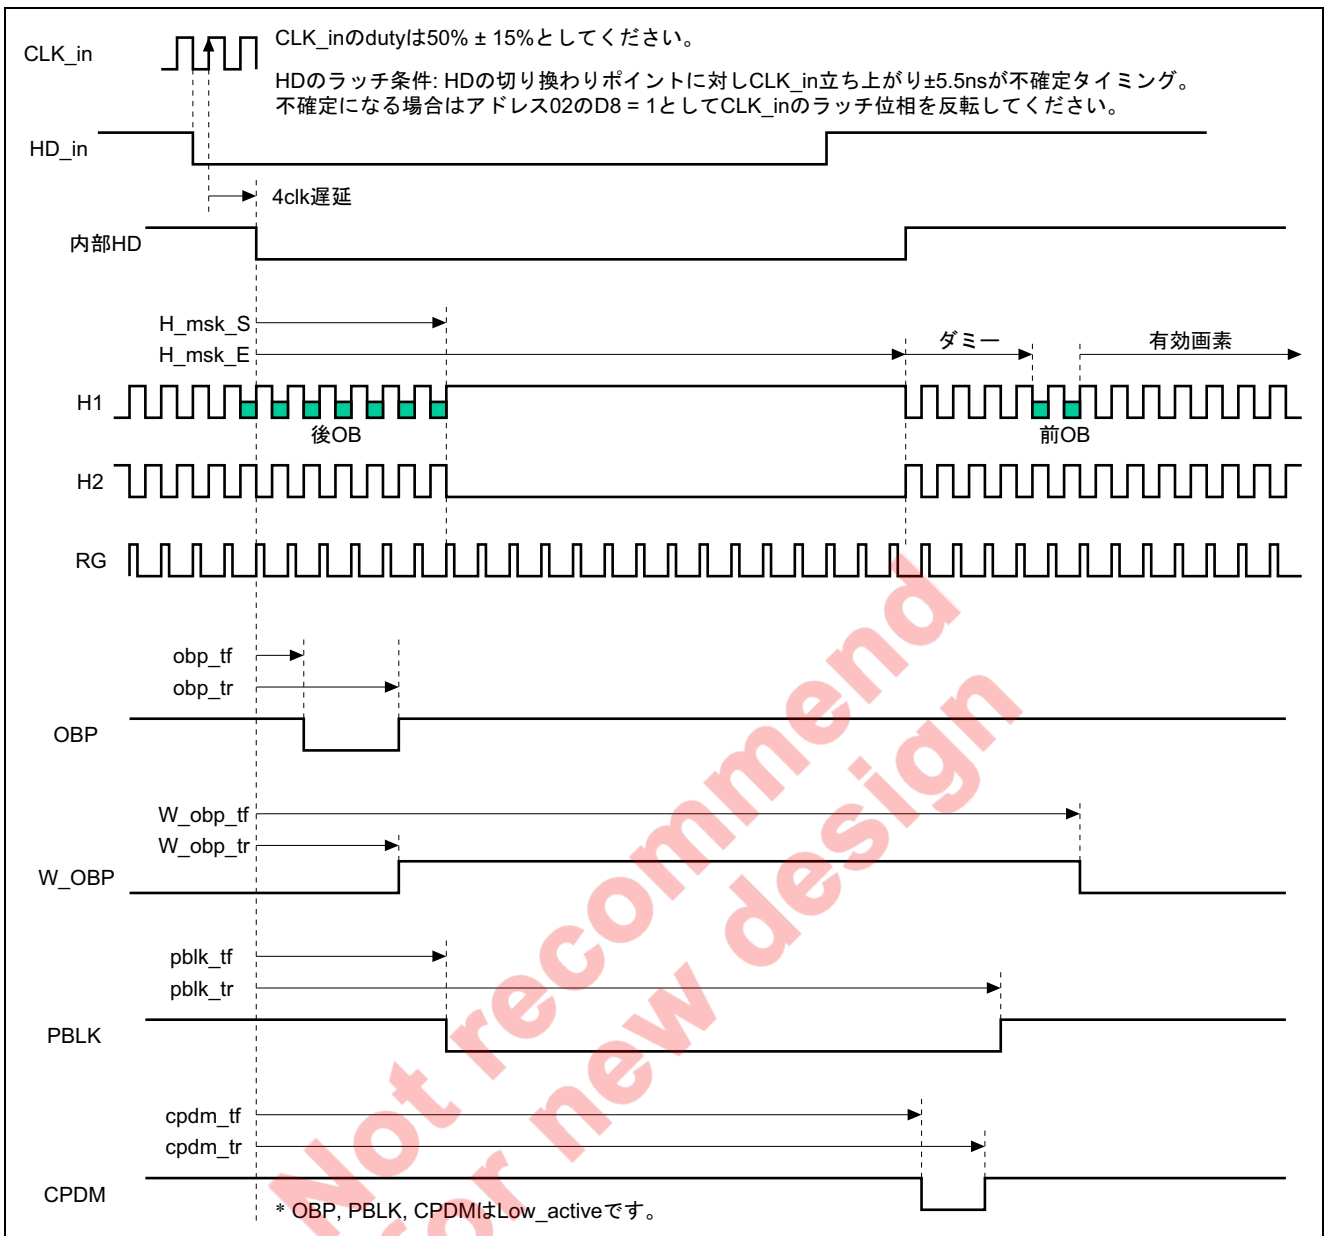 CLK_in
CLK_inのdutyは50% ± 15%としてください。
HDのラッチ条件: HDの切り換わりポイントに対しCLK_in立ち上がり±5.5nsが不確定タイミング。
不確定になる場合はアドレス02のD8 = 1としてCLK_inのラッチ位相を反転してください。
HD_in
4clk遅延
内部HD
H_msk_S
H_msk_E
ダミー
有効画素
H1
後OB
前OB
H2
RG
obp_tf
obp_tr
OBP
W_obp_tf
W_obp_tr
W_OBP
pblk_tf
pblk_tr
PBLK
cpdm_tf
cpdm_tr
CPDM
* OBP, PBLK, CPDMはLow_activeです。
Not recommend
for new design